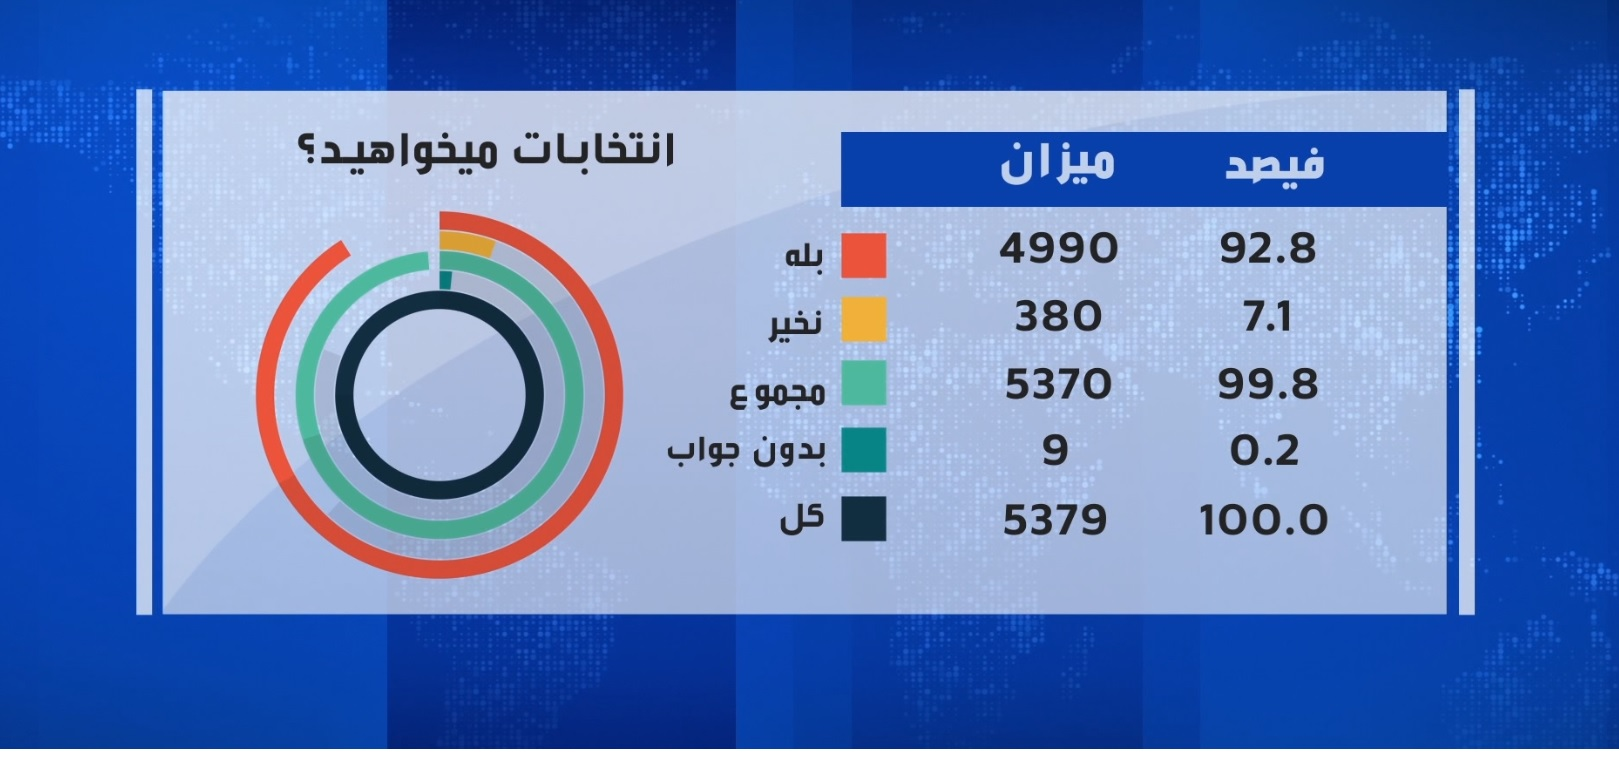 انتخابات میخواهید؟
میزان فیصد
بله 4990 92.8
نخیر 380 7.1
مجموع 5370 99.8
بدون جواب 9 0.2
کل 5379 100.0